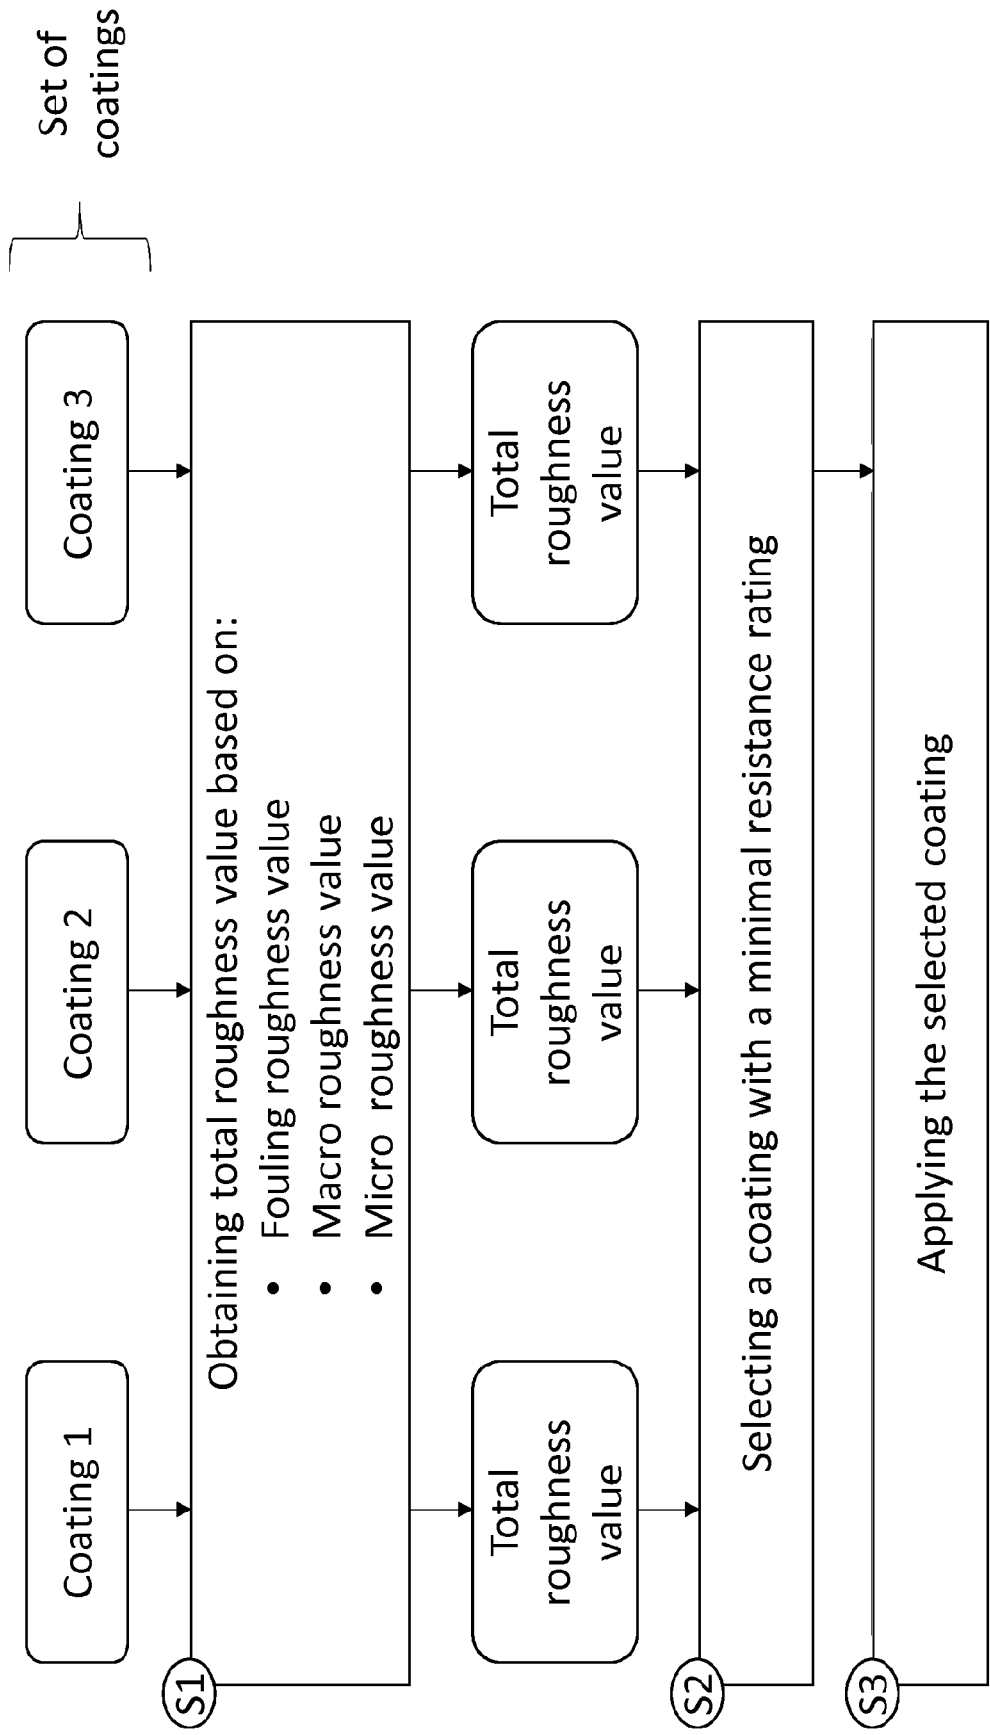 Coating 1
Coating 2
Coating 3
Set of
coatings
S1
Obtaining total roughness value based on:
• Fouling roughness value
• Macro roughness value
• Micro roughness value
Total
roughness
value
Total
roughness
value
Total
roughness
value
S2
Selecting a coating with a minimal resistance rating
S3
Applying the selected coating